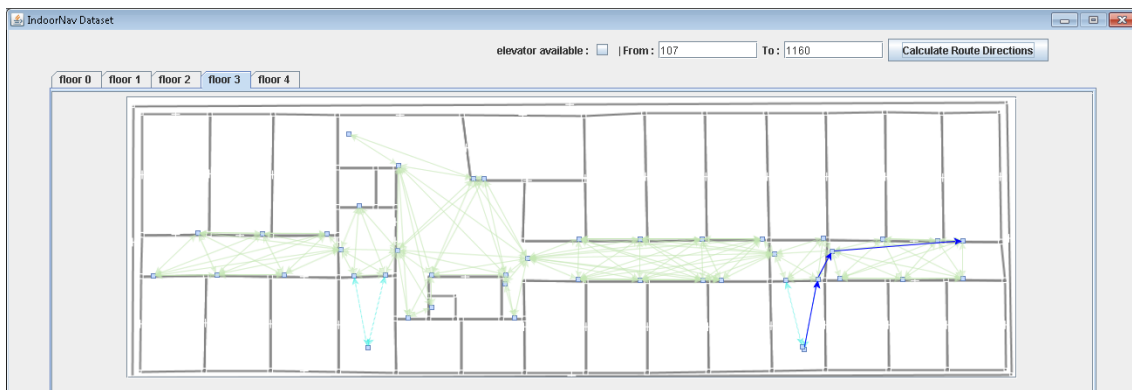 IndoorNav Dataset
elevator available : | From : 107 To : 1160 Calculate Route Directions
floor 0 floor 1 floor 2 floor 3 floor 4